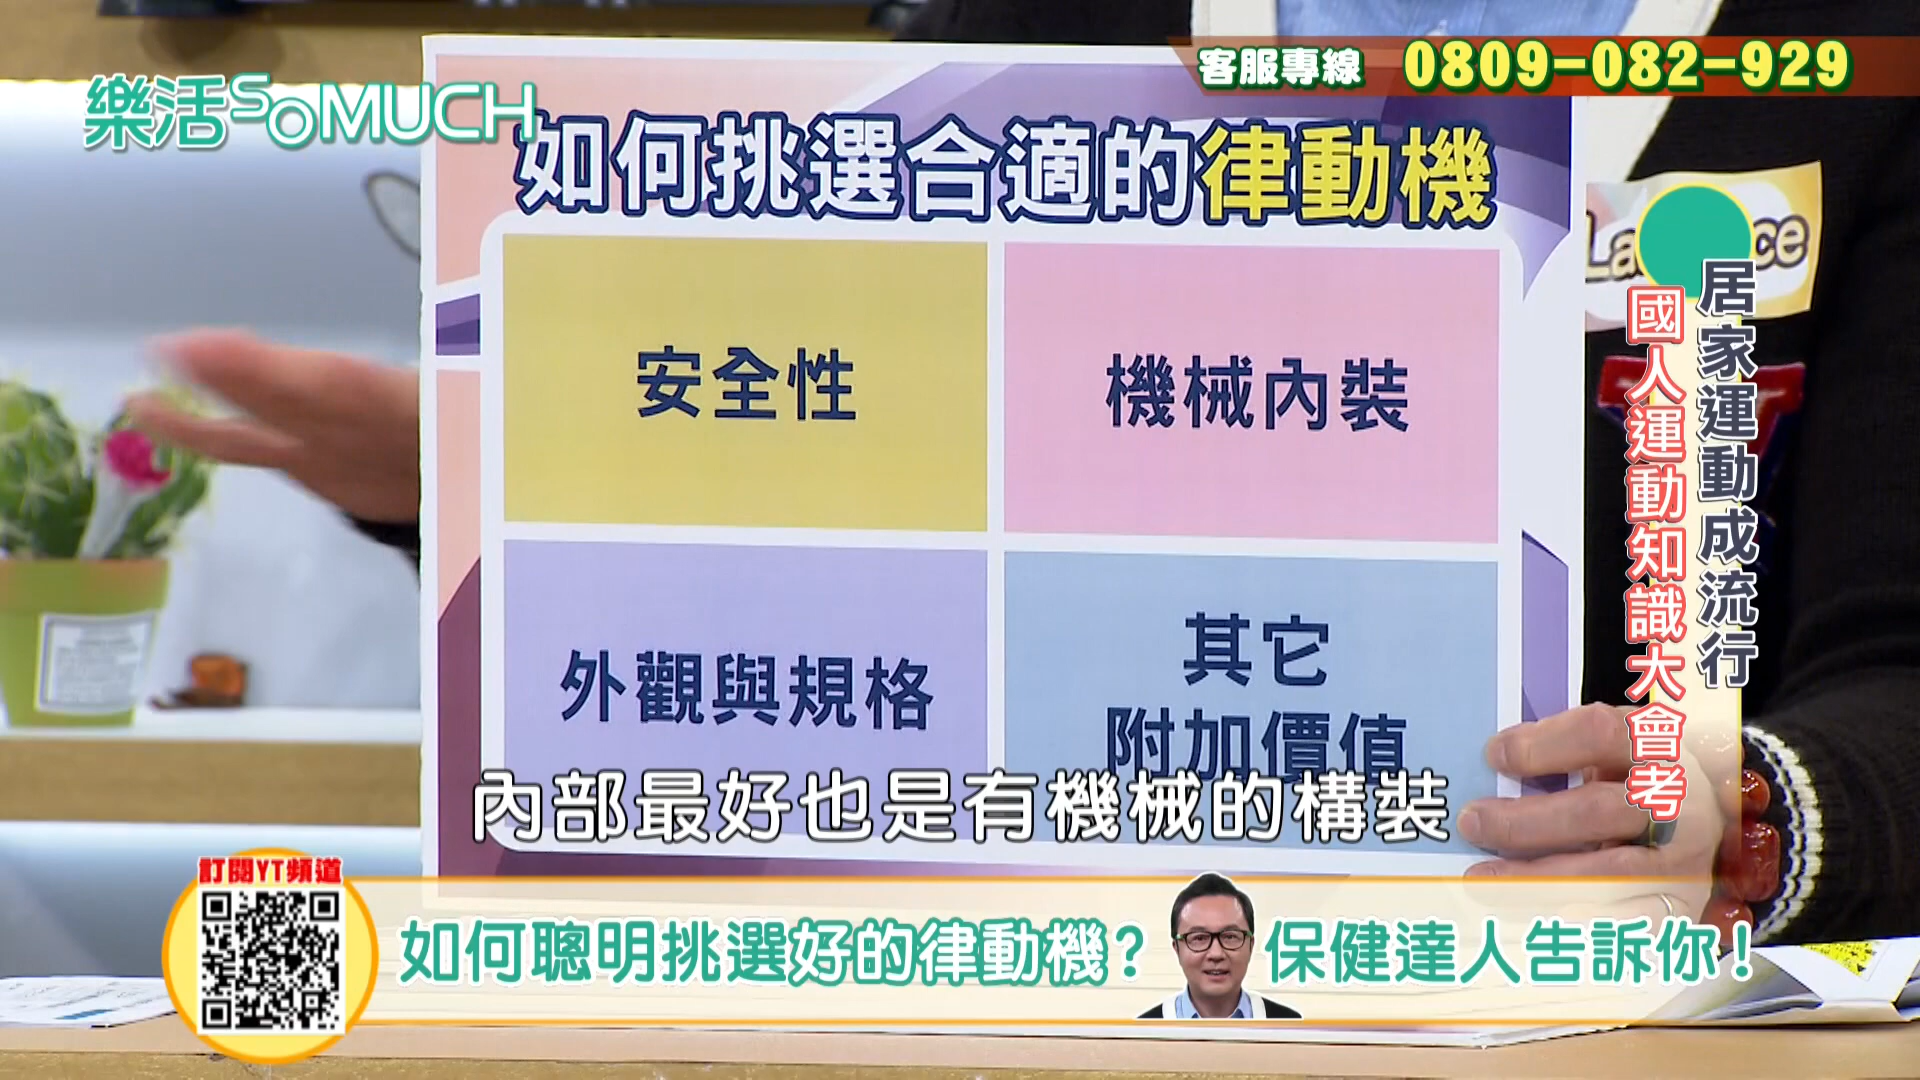 樂活SOMUCH
客服專線 0809-082-929
如何挑選合適的律動機
安全性
機械內裝
外觀與規格
其它
附加價值
居家運動成流行
國人運動知識大會考
內部最好也是有機械的構裝
訂閱YT頻道
如何聰明挑選好的律動機？ 保健達人告訴你！